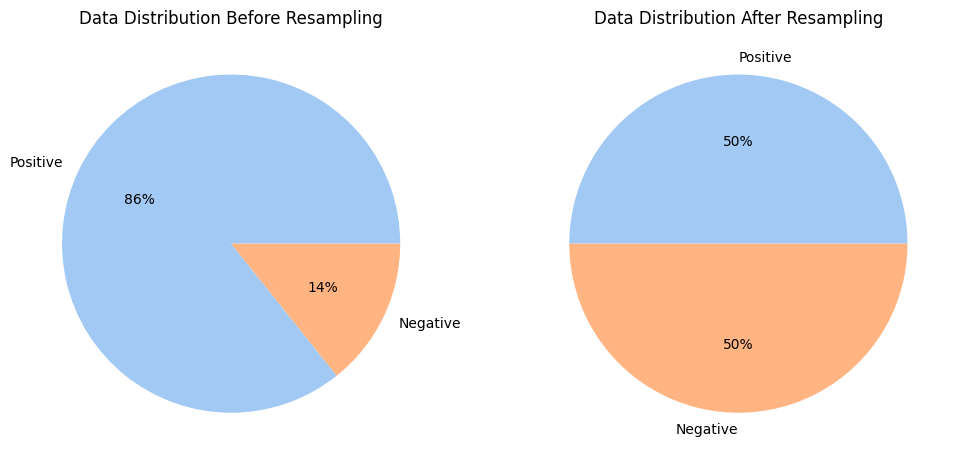 Data Distribution Before Resampling
Positive
86%
14%
Negative
Data Distribution After Resampling
Positive
50%
50%
Negative